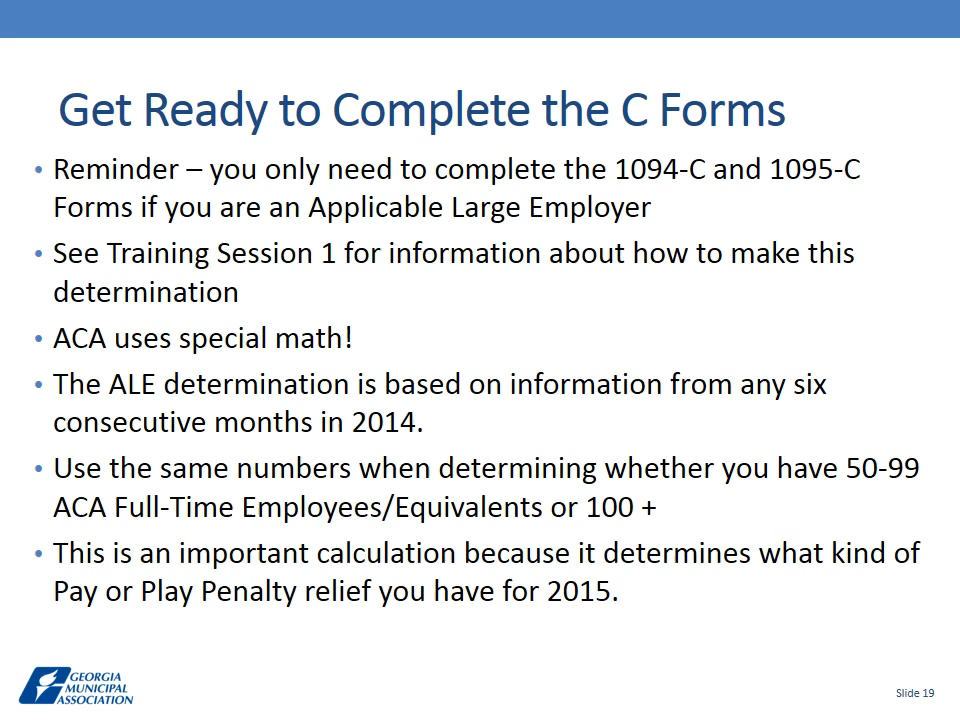 Get Ready to Complete the C Forms
• Reminder – you only need to complete the 1094-C and 1095-C
Forms if you are an Applicable Large Employer
• See Training Session 1 for information about how to make this
determination
• ACA uses special math!
• The ALE determination is based on information from any six
consecutive months in 2014.
• Use the same numbers when determining whether you have 50-99
ACA Full-Time Employees/Equivalents or 100 +
• This is an important calculation because it determines what kind of
Pay or Play Penalty relief you have for 2015.
GEORGIA
MUNICIPAL
ASSOCIATION
Slide 19